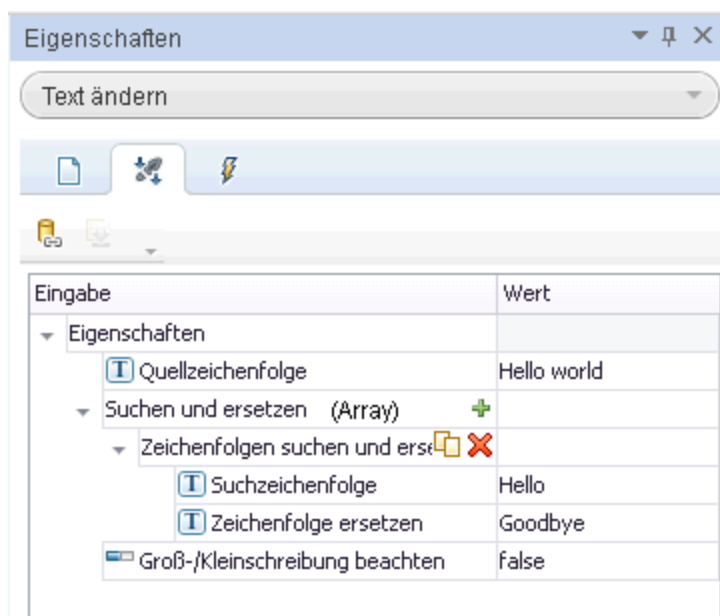 Eigenschaften
Text ändern
Eingabe Wert
Eigenschaften
Quellzeichenfolge Hello world
Suchen und ersetzen (Array)
Zeichenfolgen suchen und erse
Suchzeichenfolge Hello
Zeichenfolge ersetzen Goodbye
Groß-/Kleinschreibung beachten false